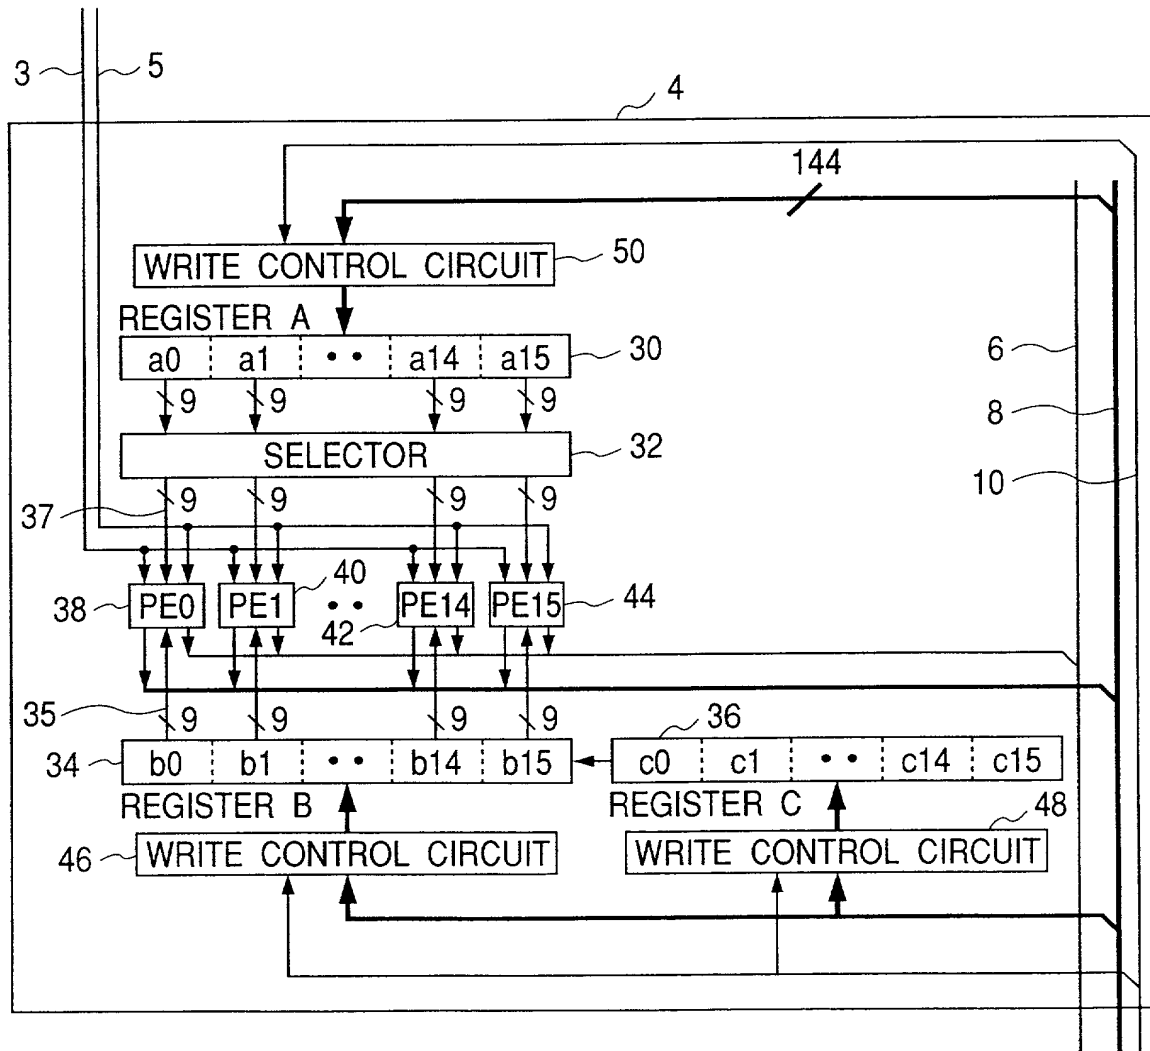 3 5
4
144
WRITE CONTROL CIRCUIT 50
REGISTER A
a0 a1 •• a14 a15 30
6
9 9 9 9
8
SELECTOR 32
10
9 9 9 9
37
38 PE0 PE1 40 •• 42 PE14 PE15 44
35 9 9 9 9
36
34 b0 b1 •• b14 b15 c0 c1 •• c14 c15
REGISTER B REGISTER C
48
46 WRITE CONTROL CIRCUIT WRITE CONTROL CIRCUIT